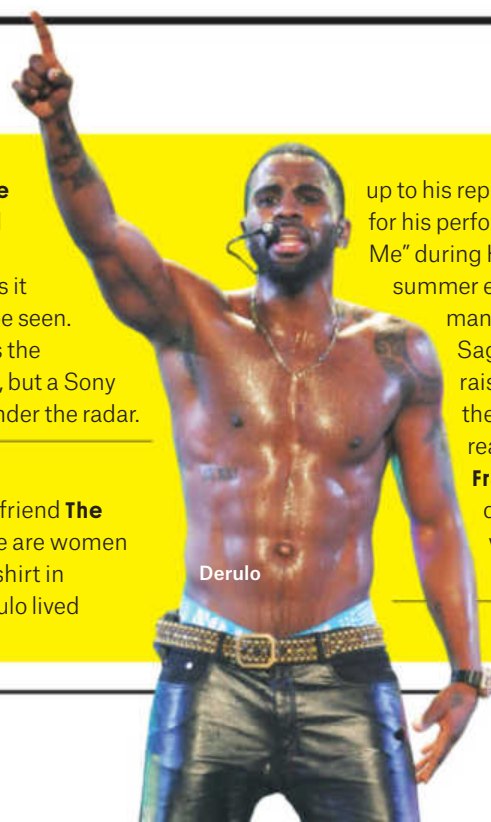 e
s it
e seen.
s the
, but a Sony
nder the radar.
friend The
e are women
shirt in
ulo lived
Derulo
up to his rep
for his perfo
Me” during h
summer e
man
Sag
rais
the
rea
Fr